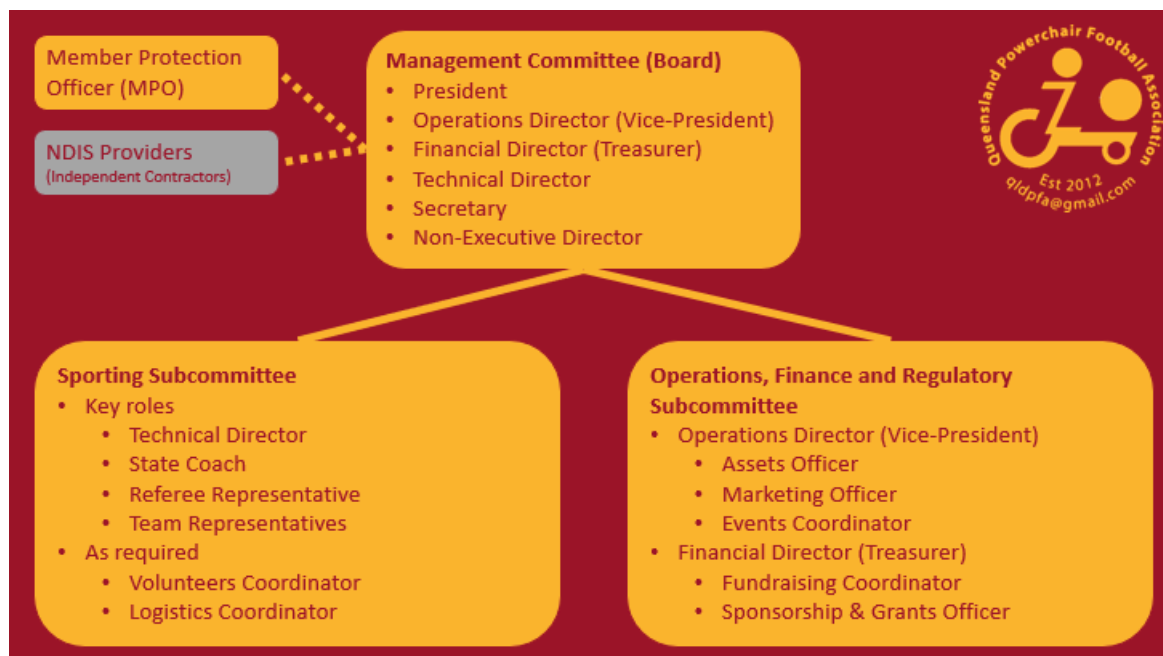 Member Protection
Officer (MPO)
NDIS Providers
(Independent Contractors)
Management Committee (Board)
• President
• Operations Director (Vice-President)
• Financial Director (Treasurer)
• Technical Director
• Secretary
• Non-Executive Director
Queensland Powerchair Football Association
Est 2012
qldpfa@gmail.com
Sporting Subcommittee
• Key roles
• Technical Director
• State Coach
• Referee Representative
• Team Representatives
• As required
• Volunteers Coordinator
• Logistics Coordinator
Operations, Finance and Regulatory
Subcommittee
• Operations Director (Vice-President)
• Assets Officer
• Marketing Officer
• Events Coordinator
• Financial Director (Treasurer)
• Fundraising Coordinator
• Sponsorship & Grants Officer